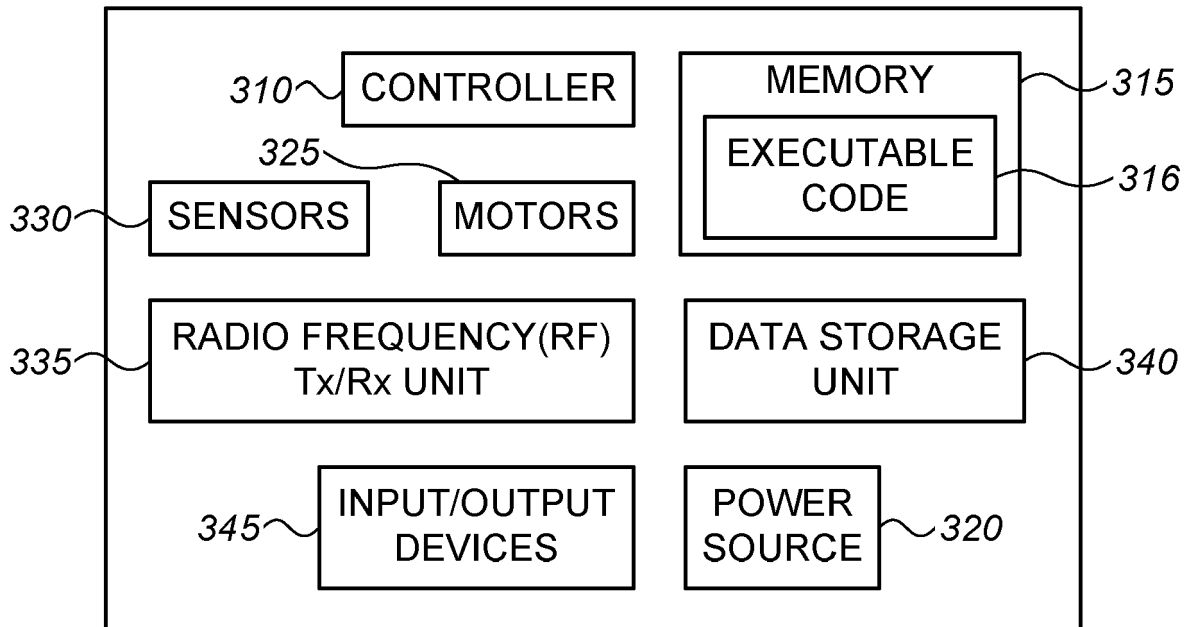 310
CONTROLLER
MEMORY
315
325
EXECUTABLE
CODE
316
330
SENSORS
MOTORS
335
RADIO FREQUENCY(RF)
Tx/Rx UNIT
DATA STORAGE
UNIT
340
345
INPUT/OUTPUT
DEVICES
POWER
SOURCE
320